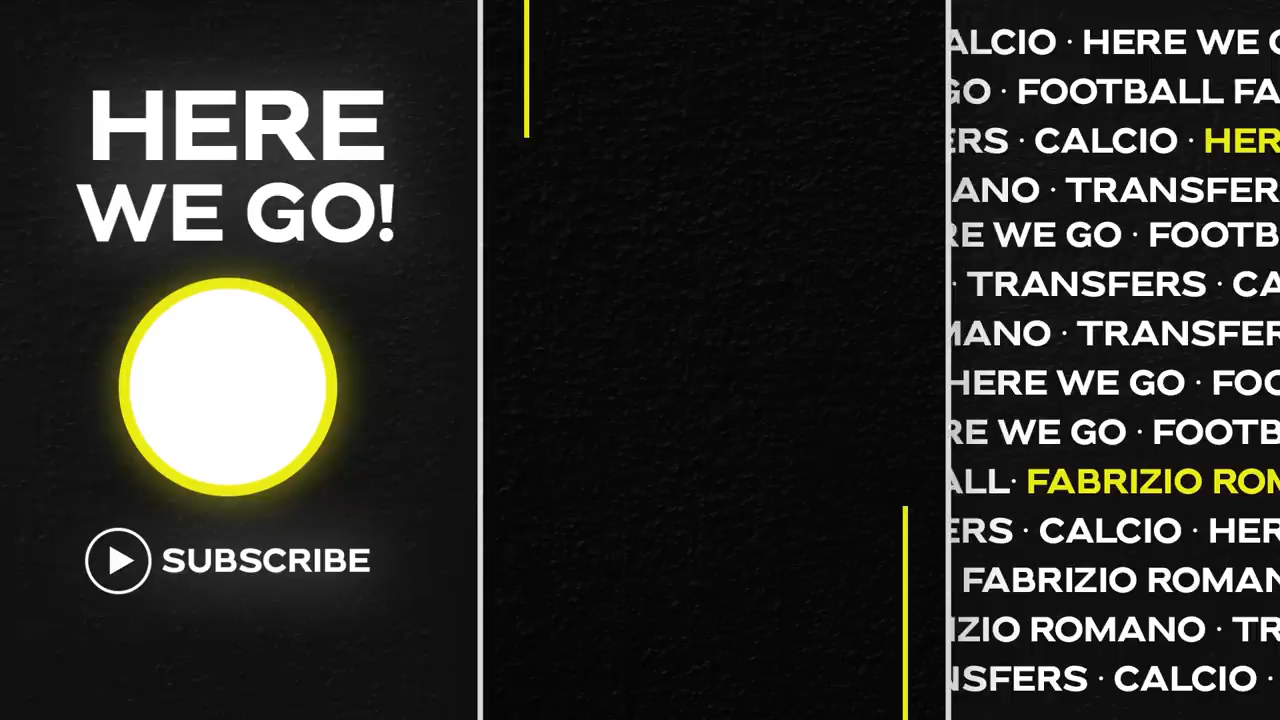 HERE
WE GO!
SUBSCRIBE
ALCIO · HERE WE
GO · FOOTBALL FA
ERS · CALCIO · HER
ANO · TRANSFER
RE WE GO · FOOTB
· TRANSFERS · CA
MANO · TRANSFER
HERE WE GO · FOO
RE WE GO · FOOTB
ALL· FABRIZIO ROM
ERS · CALCIO · HER
FABRIZIO ROMAN
IZIO ROMANO · TR
NSFERS · CALCIO ·